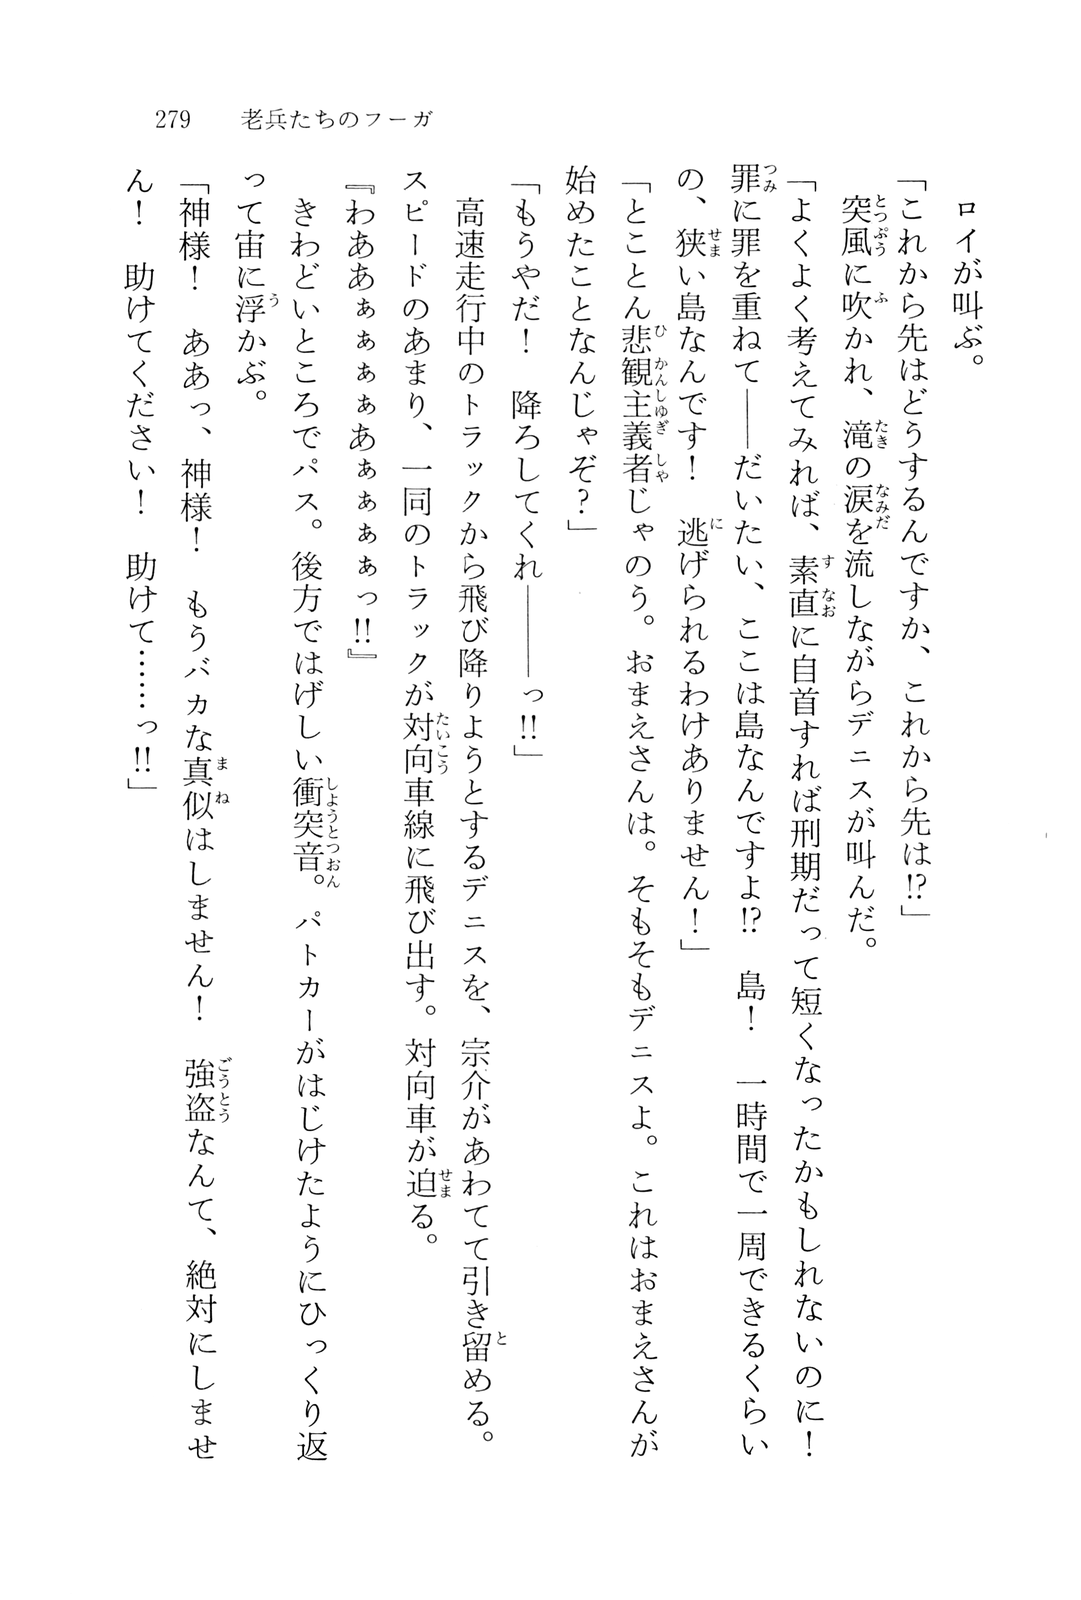 279　老兵たちのフーガ
　ロイが叫ぶ。
「これから先はどうするんですか、これから先は!?」
　突風に吹かれ、滝の涙を流しながらデニスが叫んだ。
「よくよく考えてみれば、素直に自首すれば刑期だって短くなったかもしれないのに！
罪に罪を重ねて――だいたい、ここは島なんですよ!?　島！　一時間で一周できるくらい
の、狭い島なんです！　逃げられるわけありません！」
「とことん悲観主義者じゃのう。おまえさんは。そもそもデニスよ。これはおまえさんが
始めたことなんじゃぞ？」
「もうやだ！　降ろしてくれ―――っ!!」
　高速走行中のトラックから飛び降りようとするデニスを、宗介があわてて引き留める。
スピードのあまり、一同のトラックが対向車線に飛び出す。対向車が迫る。
『わああぁぁぁぁあぁぁぁぁっ!!』
　きわどいところでパス。後方ではげしい衝突音。パトカーがはじけたようにひっくり返
って宙に浮かぶ。
「神様！　ああっ、神様！　もうバカな真似はしません！　強盗なんて、絶対にしませ
ん！　助けてください！　助けて……っ!!」